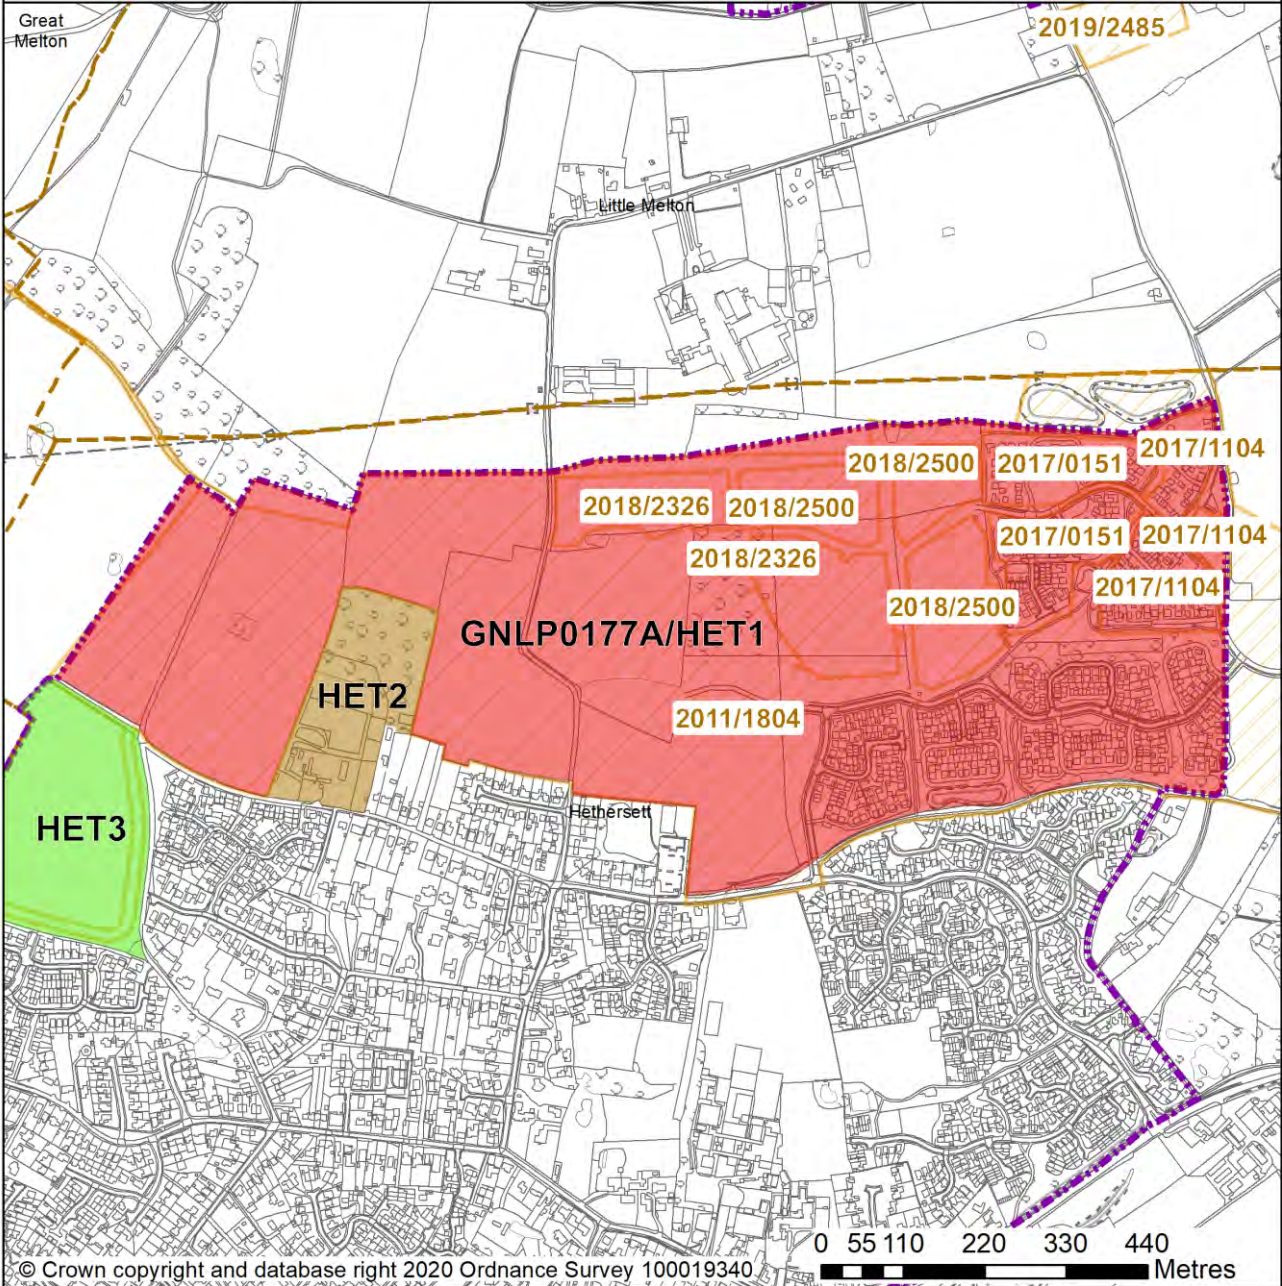 Great
Melton
2019/2485
Little Melton
2018/2500
2017/0151
2017/1104
2018/2326
2018/2500
2017/0151
2017/1104
2018/2326
2017/1104
2018/2500
GNLP0177A/HET1
HET2
2011/1804
HET3
Hethersett
0 55 110 220 330 440
Metres
© Crown copyright and database right 2020 Ordnance Survey 100019340